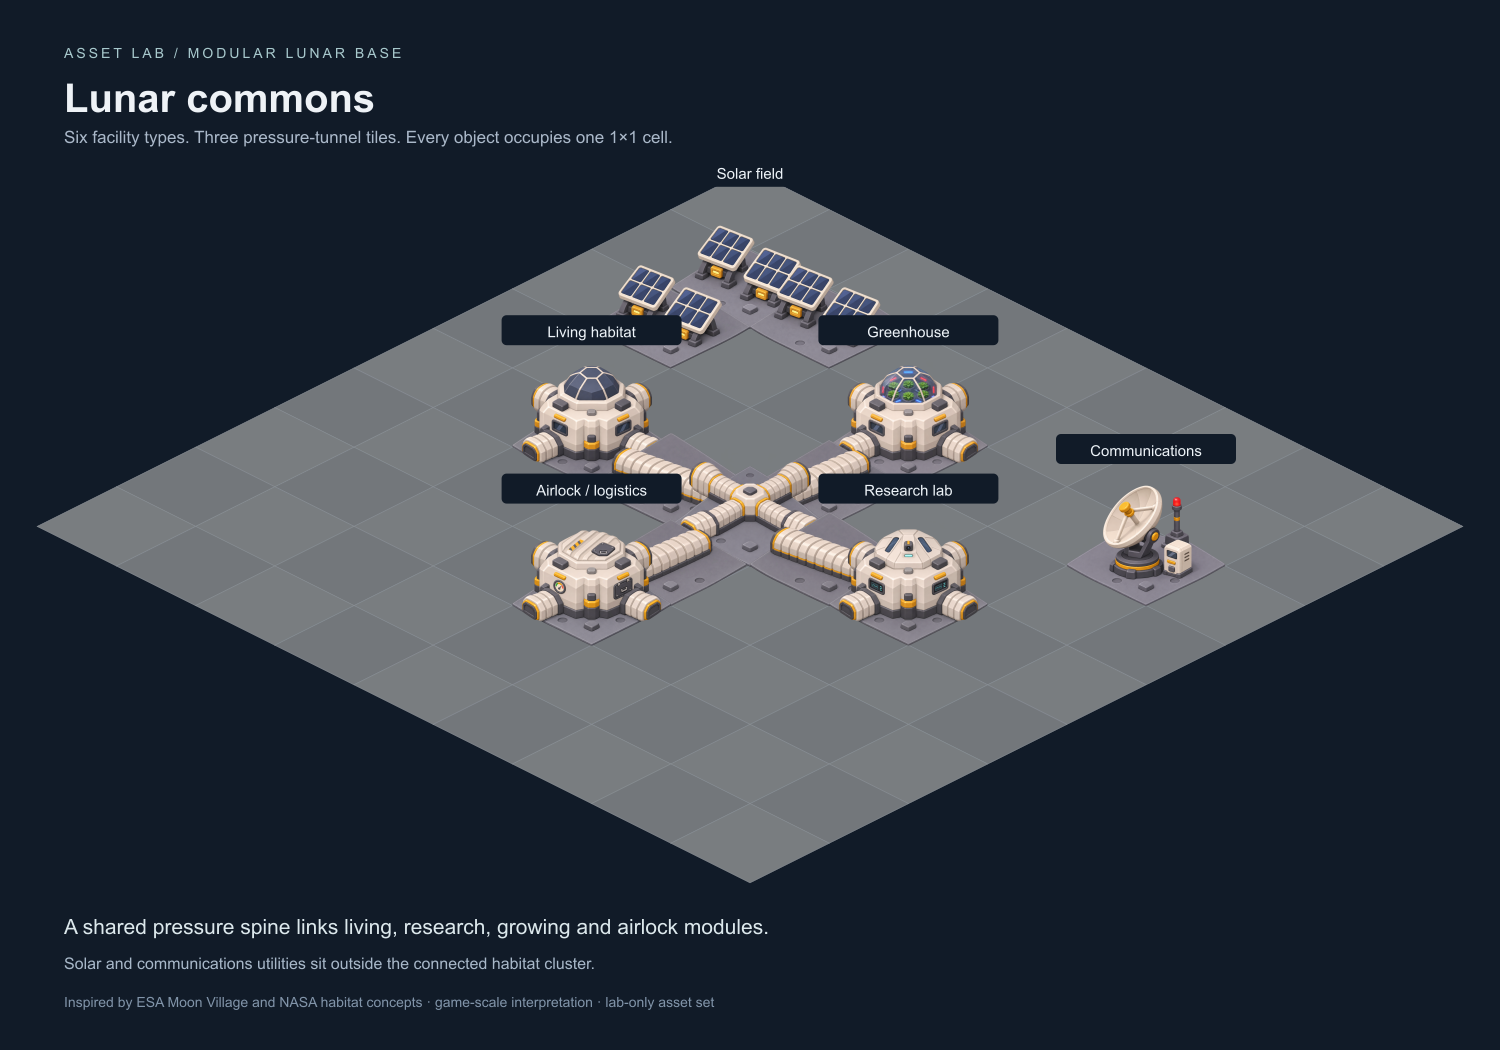 ASSET LAB / MODULAR LUNAR BASE
Lunar commons
Six facility types. Three pressure-tunnel tiles. Every object occupies one 1×1 cell.
Solar field
Living habitat
Greenhouse
Communications
Airlock / logistics
Research lab
A shared pressure spine links living, research, growing and airlock modules.
Solar and communications utilities sit outside the connected habitat cluster.
Inspired by ESA Moon Village and NASA habitat concepts · game-scale interpretation · lab-only asset set